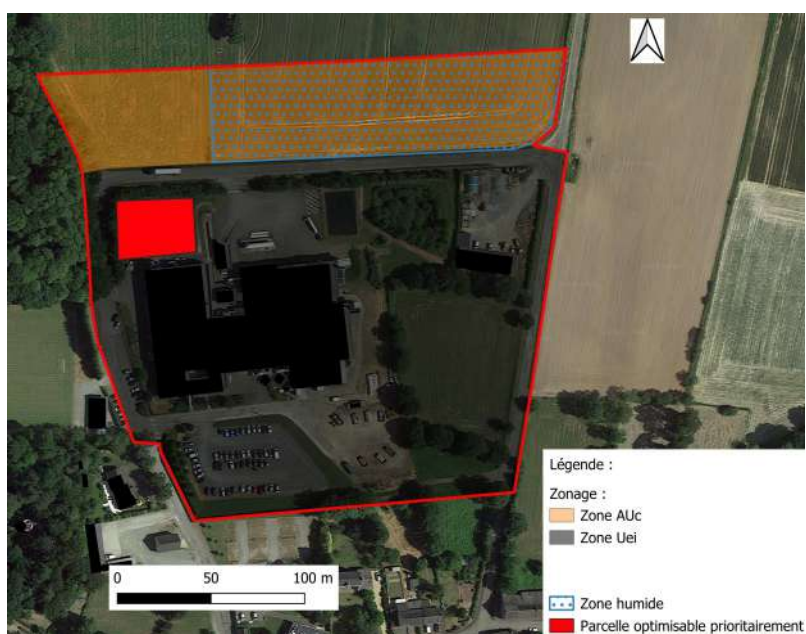 Légende :
Zonage :
Zone AUc
Zone Uei
Zone humide
Parcelle optimisable prioritairement
0 50 100 m